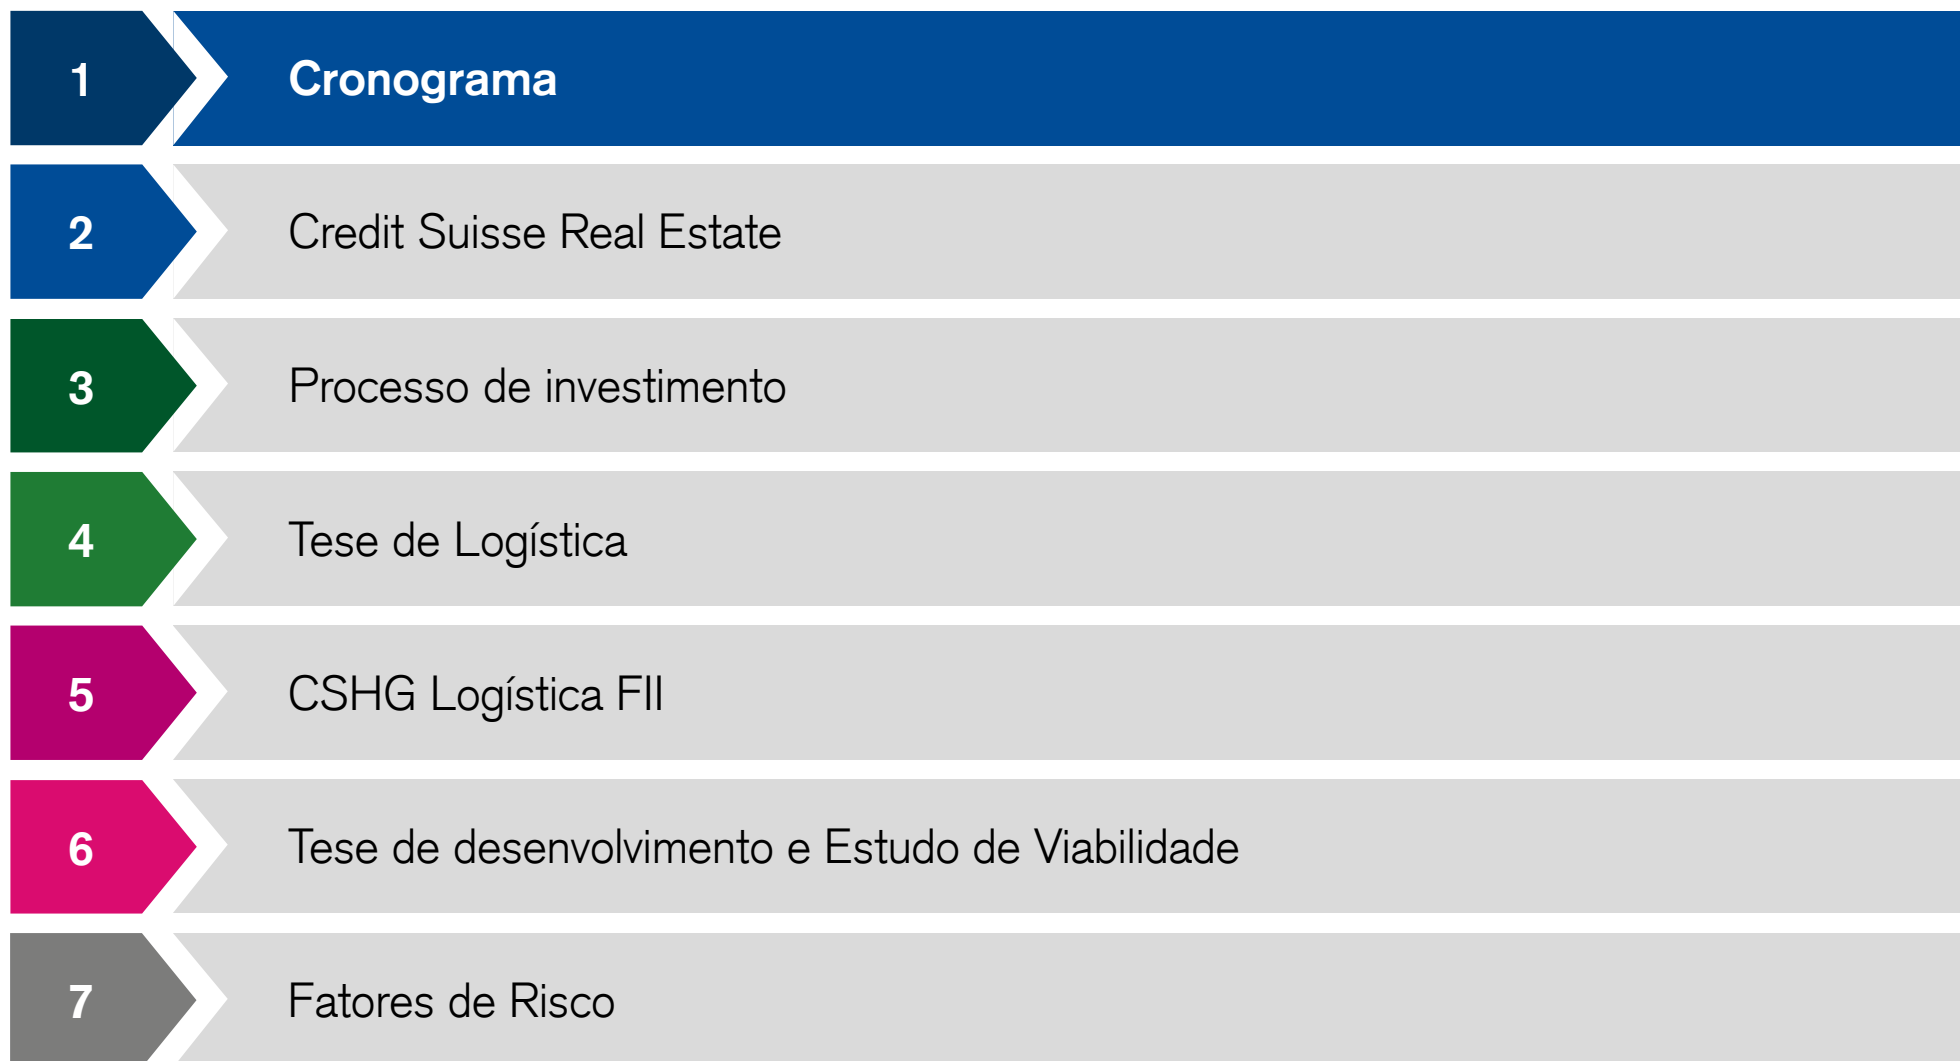 1 Cronograma
2 Credit Suisse Real Estate
3 Processo de investimento
4 Tese de Logística
5 CSHG Logística FII
6 Tese de desenvolvimento e Estudo de Viabilidade
7 Fatores de Risco